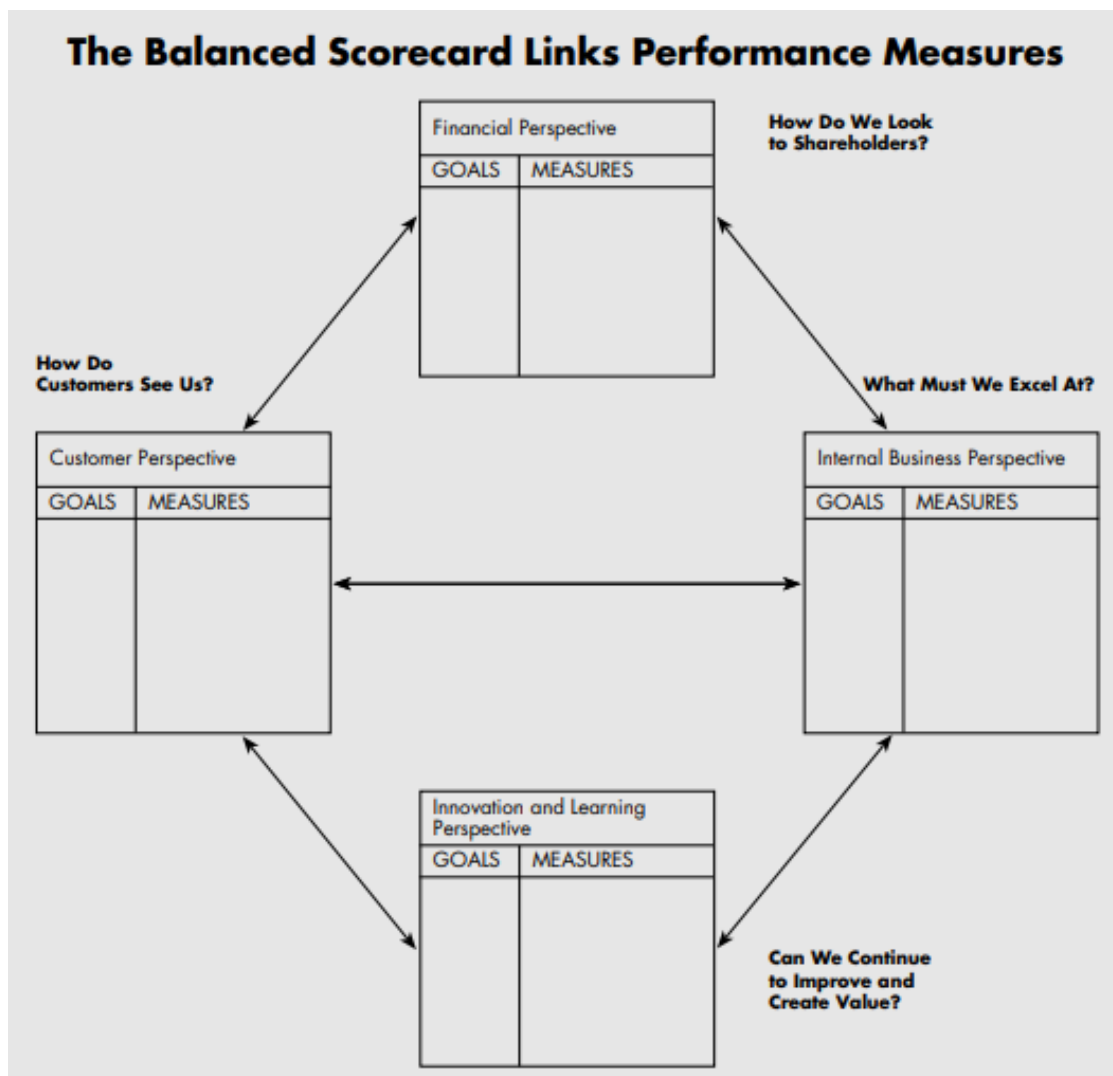 The Balanced Scorecard Links Performance Measures
Financial Perspective
GOALS MEASURES
How Do We Look
to Shareholders?
How Do
Customers See Us?
What Must We Excel At?
Customer Perspective
GOALS MEASURES
Internal Business Perspective
GOALS MEASURES
Innovation and Learning
Perspective
GOALS MEASURES
Can We Continue
to Improve and
Create Value?